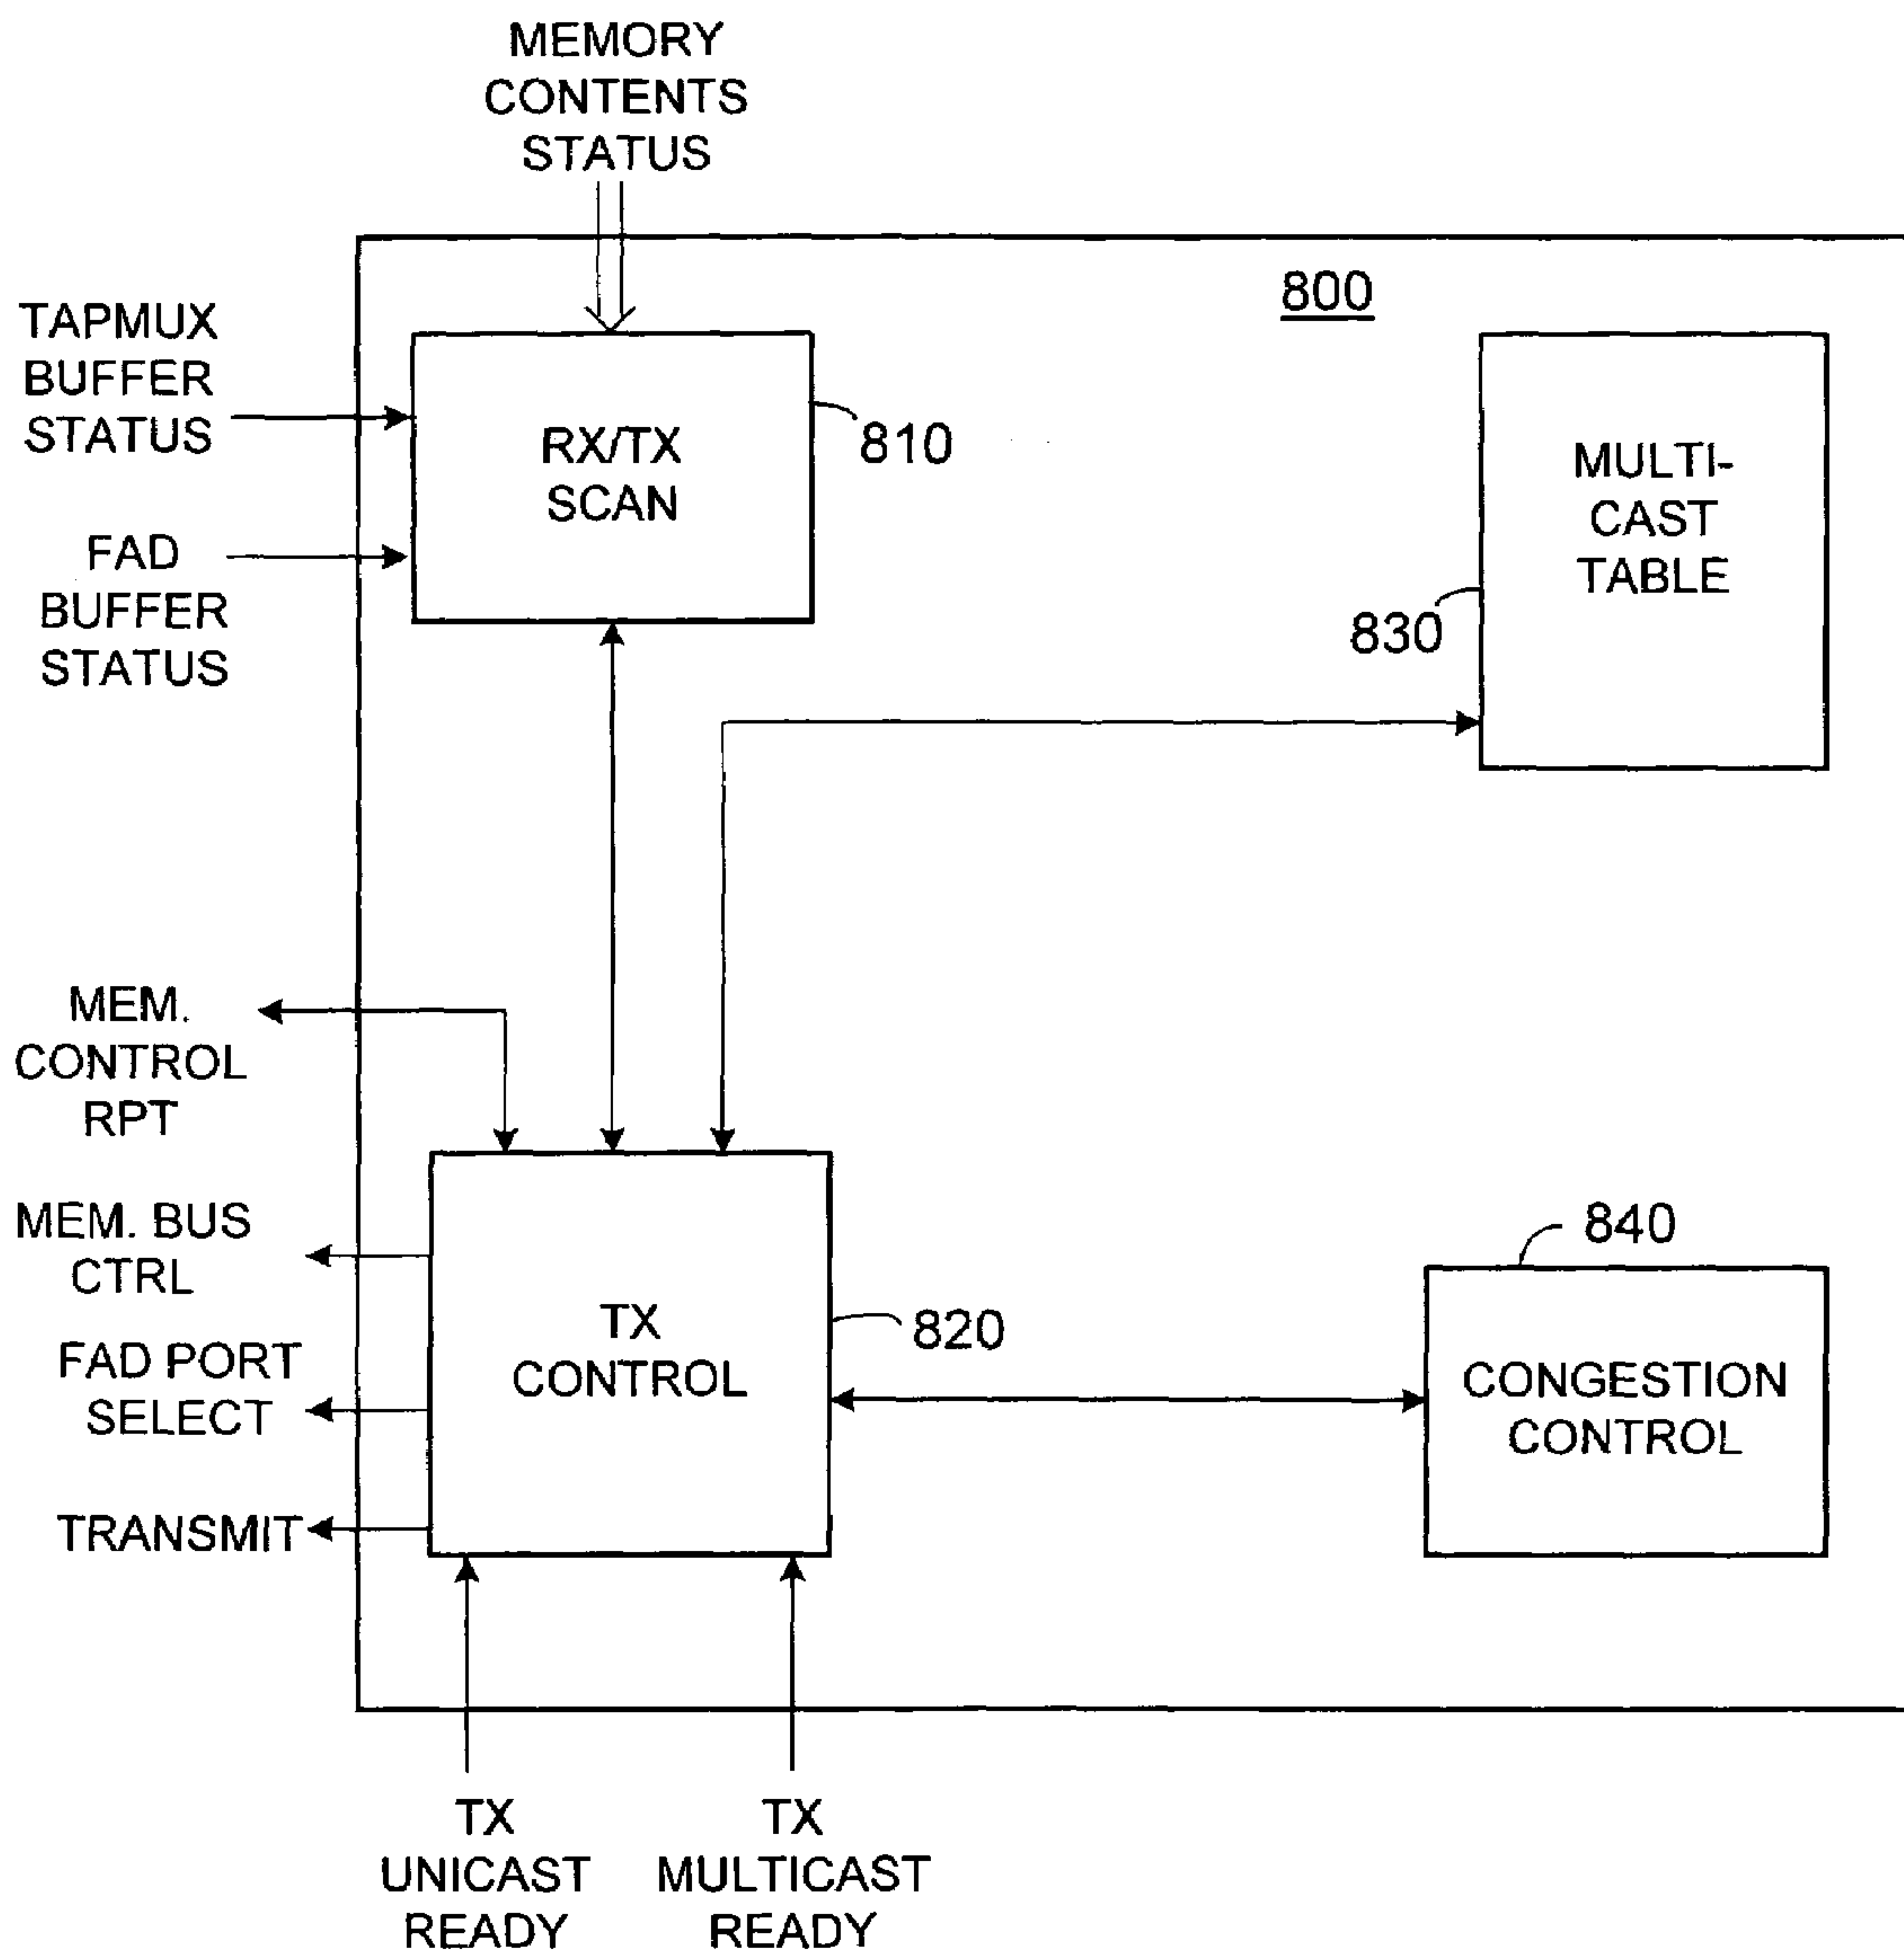 MEMORY
CONTENTS
STATUS
800
TAPMUX
BUFFER
STATUS
RX/TX
SCAN
810
MULTI-
CAST
TABLE
FAD
BUFFER
STATUS
830
MEM.
CONTROL
RPT
MEM. BUS
CTRL
840
TX
CONTROL
820
FAD PORT
SELECT
CONGESTION
CONTROL
TRANSMIT
TX
UNICAST
READY
TX
MULTICAST
READY